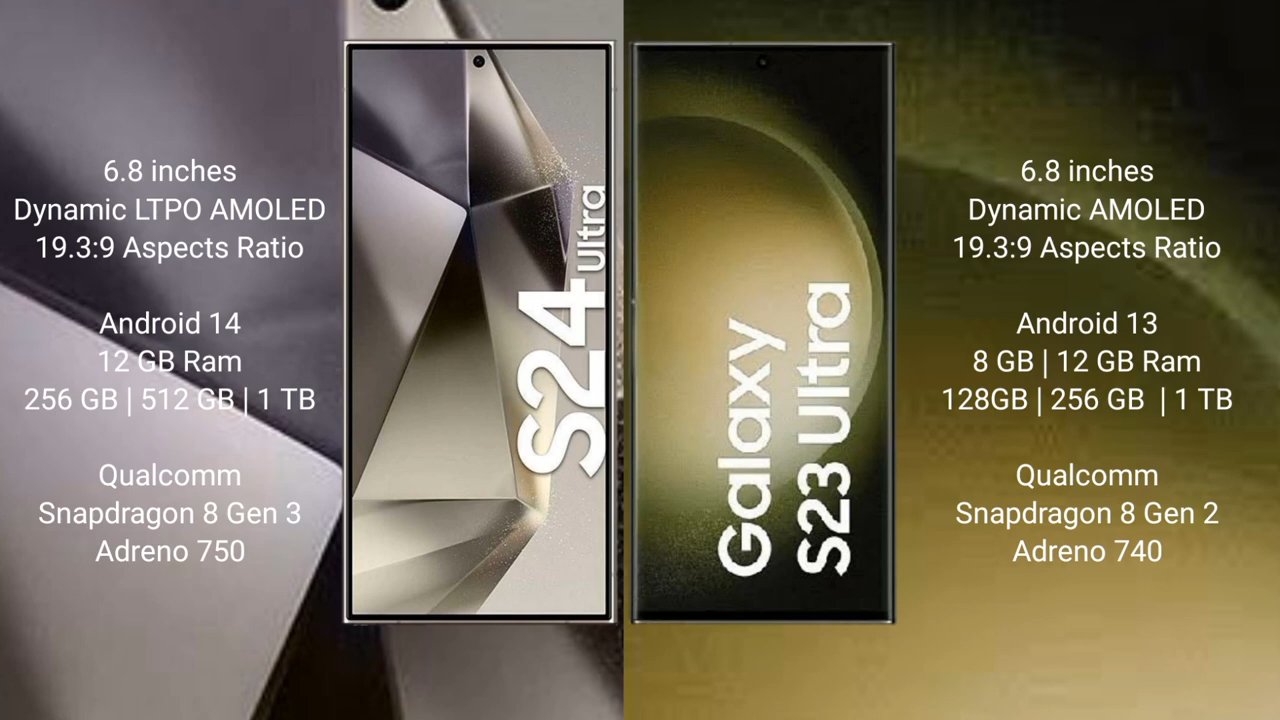 6.8 inches
Dynamic LTPO AMOLED
19.3:9 Aspects Ratio
Android 14
12 GB Ram
256 GB | 512 GB | 1 TB
Qualcomm
Snapdragon 8 Gen 3
Adreno 750
S24 Ultra
Galaxy
S23 Ultra
6.8 inches
Dynamic AMOLED
19.3:9 Aspects Ratio
Android 13
8 GB | 12 GB Ram
128GB | 256 GB | 1 TB
Qualcomm
Snapdragon 8 Gen 2
Adreno 740